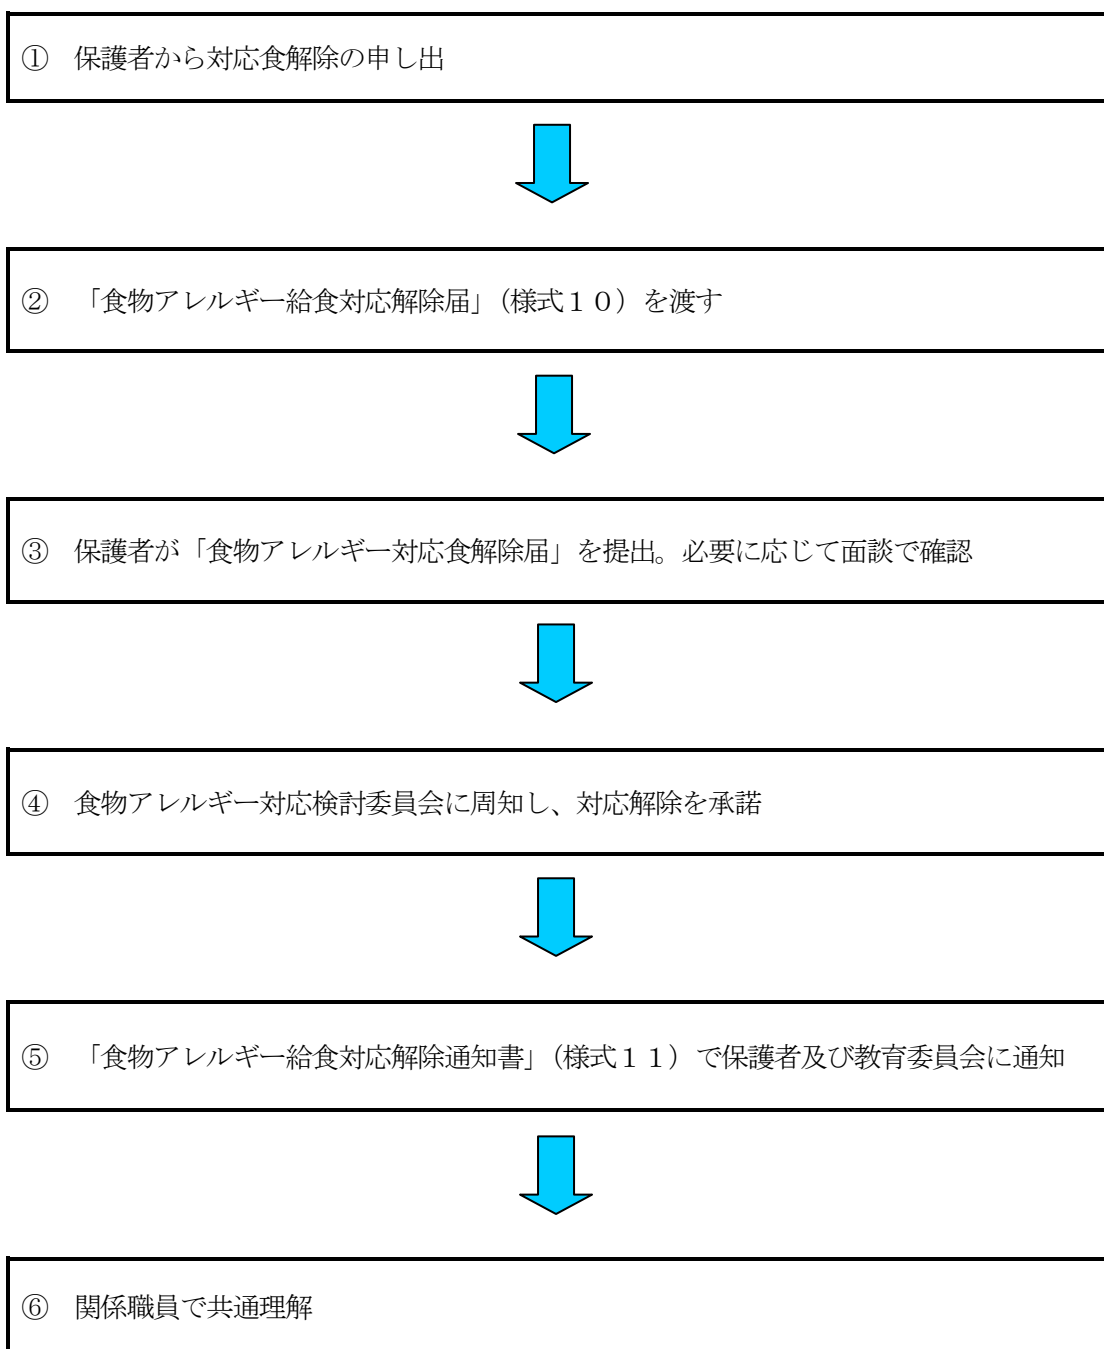 ① 保護者から対応食解除の申し出
② 「食物アレルギー給食対応解除届」（様式１０）を渡す
③ 保護者が「食物アレルギー対応食解除届」を提出。必要に応じて面談で確認
④ 食物アレルギー対応検討委員会に周知し、対応解除を承諾
⑤ 「食物アレルギー給食対応解除通知書」（様式１１）で保護者及び教育委員会に通知
⑥ 関係職員で共通理解